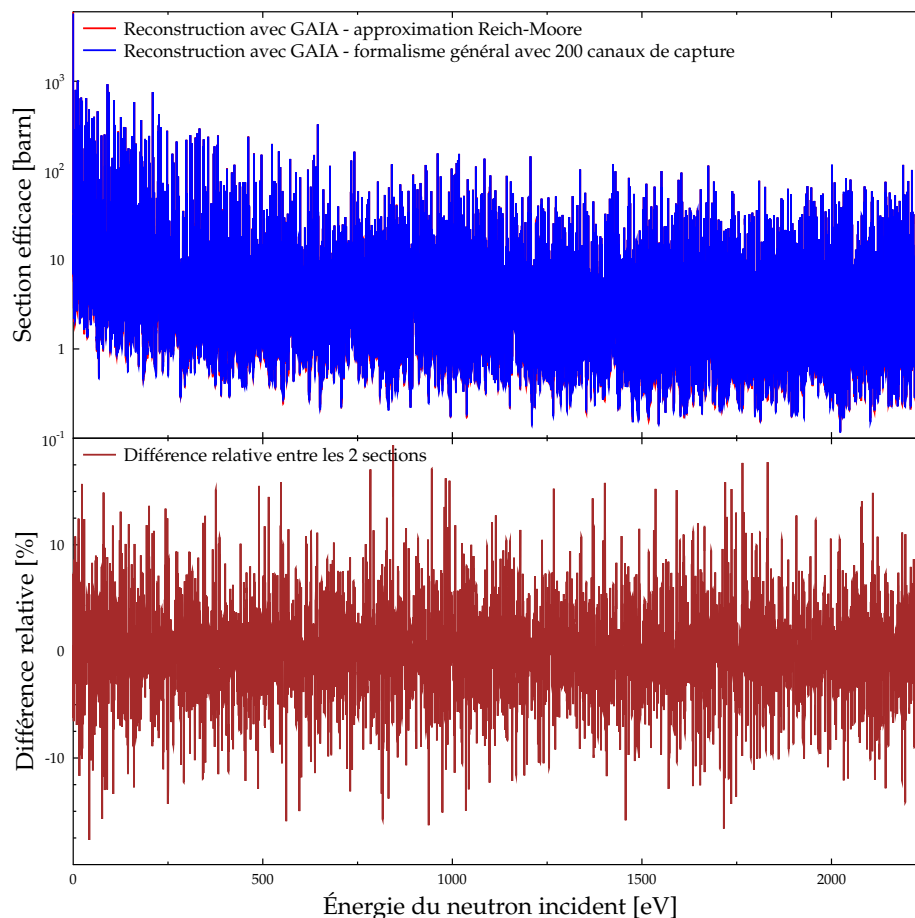 Reconstruction avec GAIA - approximation Reich-Moore
Reconstruction avec GAIA - formalisme général avec 200 canaux de capture
Section efficace [barn]
10³
10²
10
1
10⁻¹
Différence relative entre les 2 sections
Différence relative [%]
10
0
-10
0
500
1000
1500
2000
Énergie du neutron incident [eV]